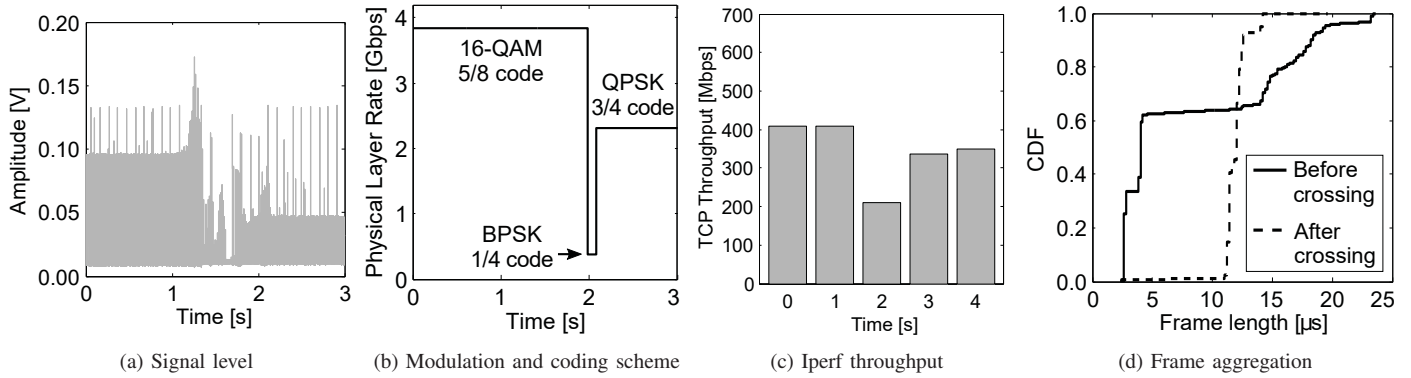 0.20
0.15
0.10
0.05
0.00
Amplitude [V]
0
1
2
3
Time [s]
(a) Signal level
4
3
2
1
0
Physical Layer Rate [Gbps]
16-QAM
5/8 code
QPSK
3/4 code
BPSK
1/4 code
0
1
2
3
Time [s]
(b) Modulation and coding scheme
700
600
500
400
300
200
100
0
TCP Throughput [Mbps]
0
1
2
3
4
Time [s]
(c) Iperf throughput
1.0
0.8
0.6
0.4
0.2
0.0
CDF
Before
crossing
After
crossing
0
5
10
15
20
25
Frame length [µs]
(d) Frame aggregation